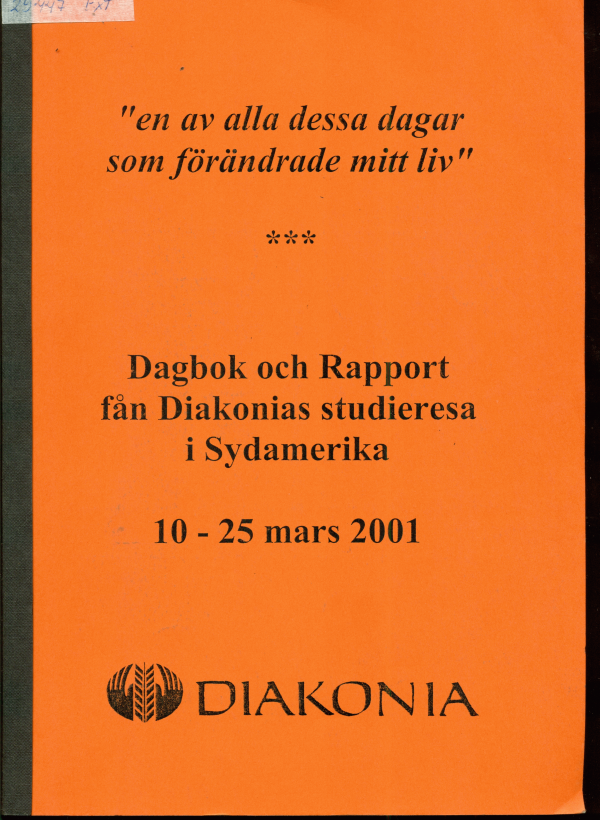 "en av alla dessa dagar
som förändrade mitt liv"
***
Dagbok och Rapport
fån Diakonias studieresa
i Sydamerika
10 - 25 mars 2001
DIAKONIA